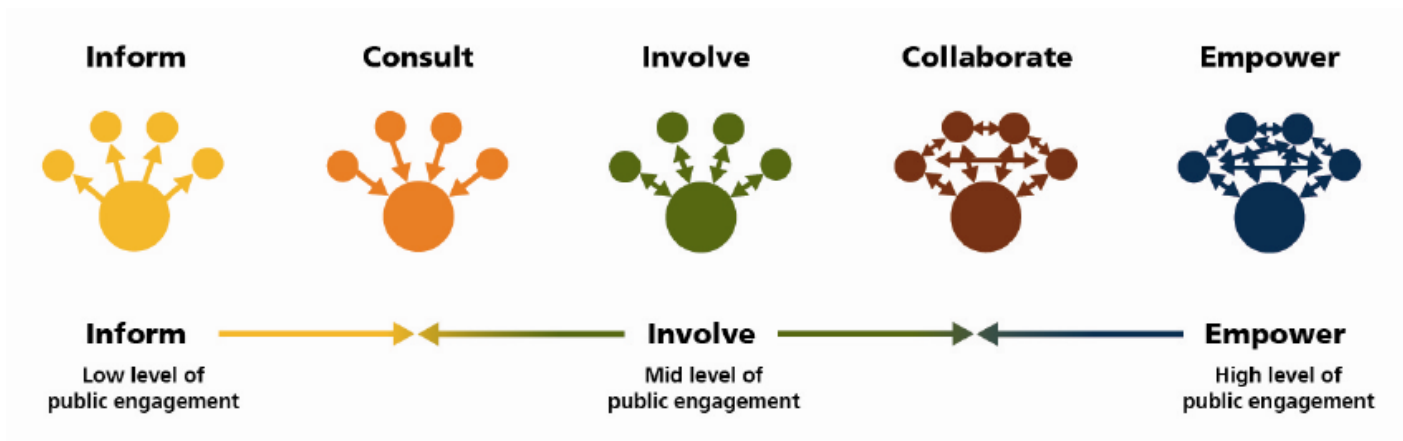 Inform Consult Involve Collaborate Empower
Inform Involve Empower
Low level of Mid level of High level of
public engagement public engagement public engagement